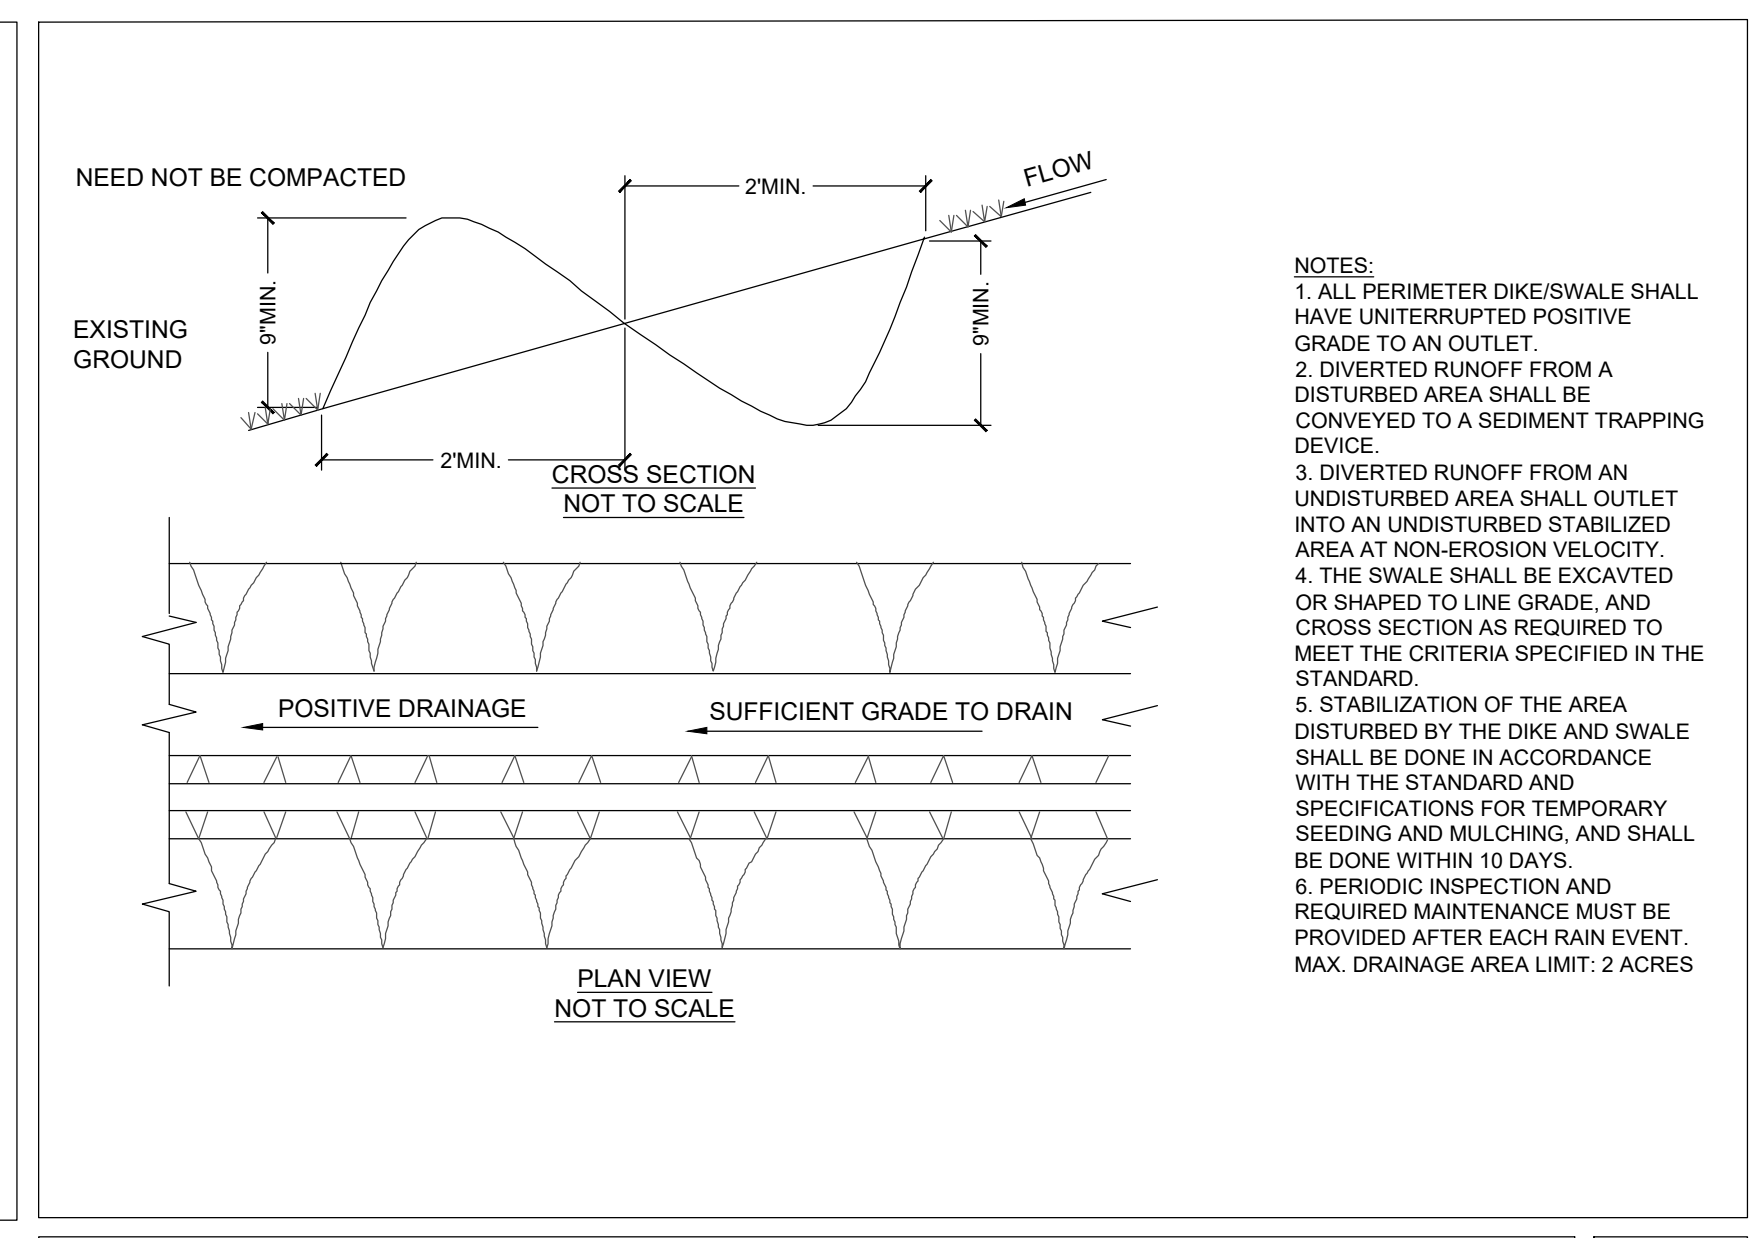 NEED NOT BE COMPACTED
2'MIN.
FLOW
9"MIN.
9"MIN.
EXISTING
GROUND
2'MIN.
CROSS SECTION
NOT TO SCALE
POSITIVE DRAINAGE
SUFFICIENT GRADE TO DRAIN
PLAN VIEW
NOT TO SCALE
NOTES:
1. ALL PERIMETER DIKE/SWALE SHALL
HAVE UNITERRUPTED POSITIVE
GRADE TO AN OUTLET.
2. DIVERTED RUNOFF FROM A
DISTURBED AREA SHALL BE
CONVEYED TO A SEDIMENT TRAPPING
DEVICE.
3. DIVERTED RUNOFF FROM AN
UNDISTURBED AREA SHALL OUTLET
INTO AN UNDISTURBED STABILIZED
AREA AT NON-EROSION VELOCITY.
4. THE SWALE SHALL BE EXCAVTED
OR SHAPED TO LINE GRADE, AND
CROSS SECTION AS REQUIRED TO
MEET THE CRITERIA SPECIFIED IN THE
STANDARD.
5. STABILIZATION OF THE AREA
DISTURBED BY THE DIKE AND SWALE
SHALL BE DONE IN ACCORDANCE
WITH THE STANDARD AND
SPECIFICATIONS FOR TEMPORARY
SEEDING AND MULCHING, AND SHALL
BE DONE WITHIN 10 DAYS.
6. PERIODIC INSPECTION AND
REQUIRED MAINTENANCE MUST BE
PROVIDED AFTER EACH RAIN EVENT.
MAX. DRAINAGE AREA LIMIT: 2 ACRES